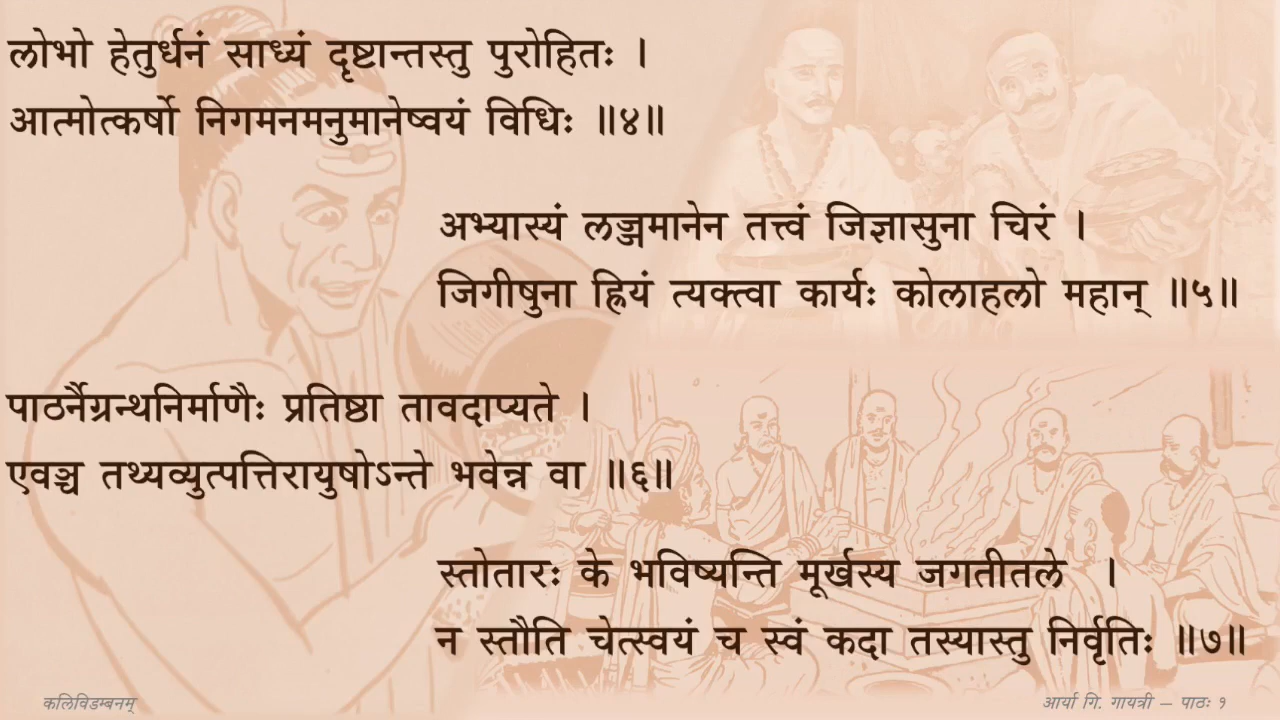 लोभो हेतुर्धनं साध्यं दृष्टान्तस्तु पुरोहितः ।
आत्मोत्कर्षो निगमनमनुमानेष्वयं विधिः ॥४॥
अभ्यास्यं लज्जमानेन तत्त्वं जिज्ञासुना चिरं ।
जिगीषुना ह्रियं त्यक्त्वा कार्यः कोलाहलो महान् ॥५॥
पाठर्नैग्रन्थनिर्माणैः प्रतिष्ठा तावदाप्यते ।
एवञ्च तथ्यव्युत्पत्तिरायुषोऽन्ते भवेन्न वा ॥६॥
स्तोतारः के भविष्यन्ति मूर्खस्य जगतीतले ।
न स्तौति चेत्स्वयं च स्वं कदा तस्यास्तु निर्वृतिः ॥७॥
कलिविडम्बनम्
आर्या गि. गायत्री – पाठः १